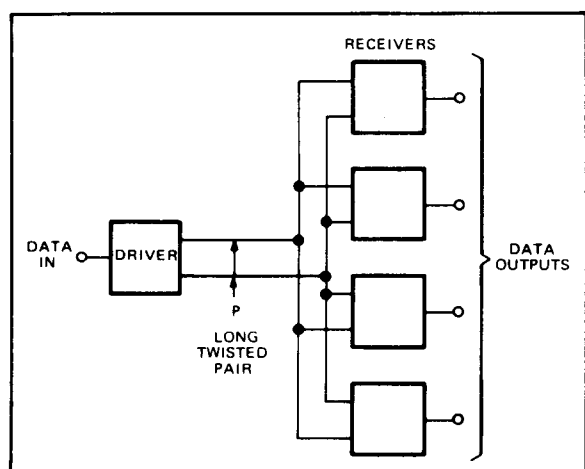 RECEIVERS
DATA
IN
DRIVER
P
LONG
TWISTED
PAIR
DATA
OUTPUTS